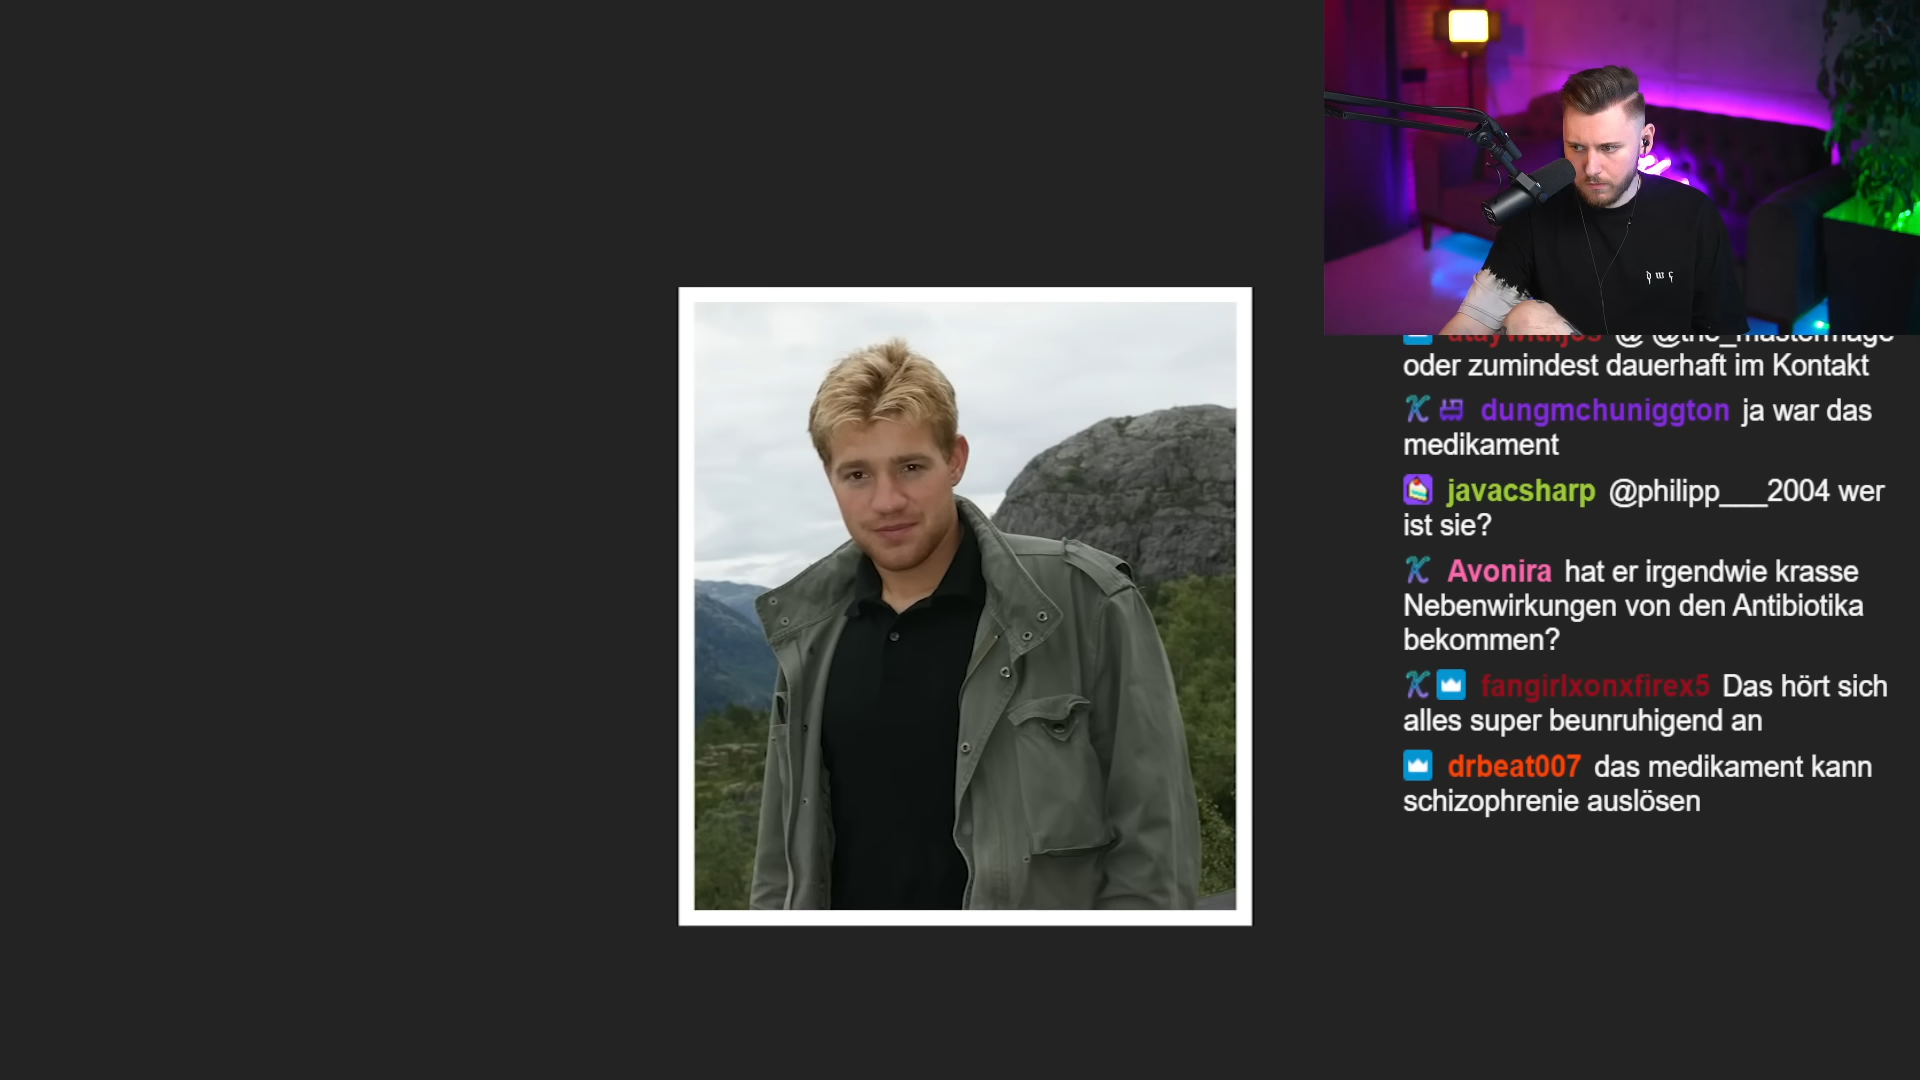 oder zumindest dauerhaft im Kontakt
dungmchuniggton ja war das
medikament
javacsharp @philipp___2004 wer
ist sie?
Avonira hat er irgendwie krasse
Nebenwirkungen von den Antibiotika
bekommen?
fangirlxonxfirex5 Das hört sich
alles super beunruhigend an
drbeat007 das medikament kann
schizophrenie auslösen